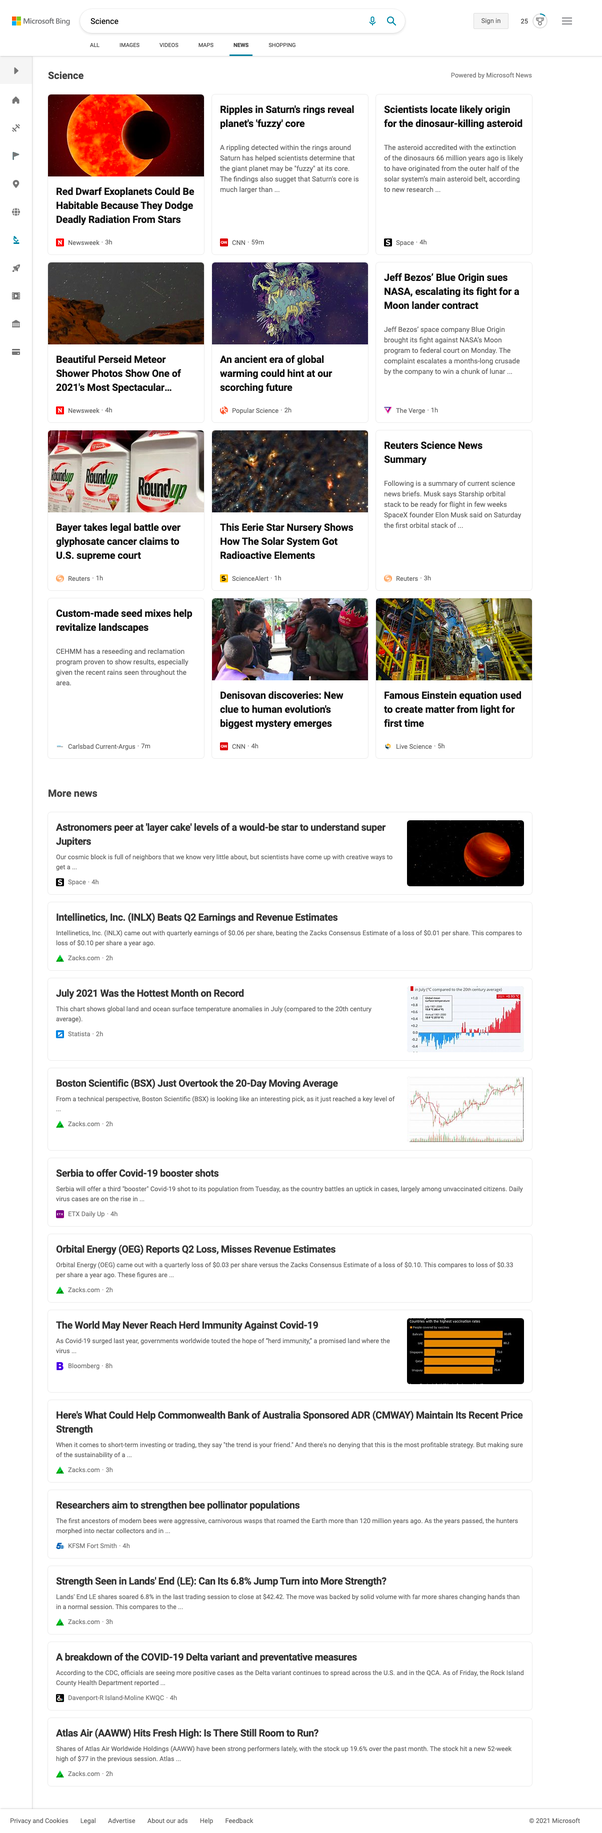 Microsoft Bing
Science
Sign in
25
ALL IMAGES VIDEOS MAPS NEWS SHOPPING
Science
Powered by Microsoft News
Red Dwarf Exoplanets Could Be
Habitable Because They Dodge
Deadly Radiation From Stars
Newsweek · 3h
Ripples in Saturn's rings reveal
planet's 'fuzzy' core
A rippling detected within the rings around
Saturn has helped scientists determine that
the giant planet may be "fuzzy" at its core.
The findings also sugget that Saturn's core is
much larger than ...
CNN · 59m
Scientists locate likely origin
for the dinosaur-killing asteroid
The asteroid accredited with the extinction
of the dinosaurs 66 million years ago is likely
to have originated from the outer half of the
solar system's main asteroid belt, according
to new research ...
Space · 4h
Beautiful Perseid Meteor
Shower Photos Show One of
2021's Most Spectacular...
Newsweek · 4h
An ancient era of global
warming could hint at our
scorching future
Popular Science · 2h
Jeff Bezos' Blue Origin sues
NASA, escalating its fight for a
Moon lander contract
Jeff Bezos' space company Blue Origin
brought its fight against NASA's Moon
program to federal court on Monday. The
complaint escalates a months-long crusade
by the company to win a chunk of lunar ...
The Verge · 1h
Roundup
Roundup
Roundup
Bayer takes legal battle over
glyphosate cancer claims to
U.S. supreme court
Reuters · 1h
This Eerie Star Nursery Shows
How The Solar System Got
Radioactive Elements
ScienceAlert · 1h
Reuters Science News
Summary
Following is a summary of current science
news briefs. Musk says Starship orbital
stack to be ready for flight in few weeks
SpaceX founder Elon Musk said on Saturday
the first orbital stack of ...
Reuters · 3h
Custom-made seed mixes help
revitalize landscapes
CEHMM has a reseeding and reclamation
program proven to show results, especially
given the recent rains seen throughout the
area.
Carlsbad Current-Argus · 7m
Denisovan discoveries: New
clue to human evolution's
biggest mystery emerges
CNN · 4h
Famous Einstein equation used
to create matter from light for
first time
Live Science · 5h
More news
Astronomers peer at 'layer cake' levels of a would-be star to understand super
Jupiters
Our cosmic block is full of neighbors that we know very little about, but scientists have come up with creative ways to
get a ...
Space · 4h
Intellinetics, Inc. (INLX) Beats Q2 Earnings and Revenue Estimates
Intellinetics, Inc. (INLX) came out with quarterly earnings of $0.06 per share, beating the Zacks Consensus Estimate of a loss of $0.01 per share. This compares to
loss of $0.10 per share a year ago.
Zacks.com · 2h
July 2021 Was the Hottest Month on Record
This chart shows global land and ocean surface temperature anomalies in July (compared to the 20th century
average).
Statista · 2h
in July (°C compared to the 20th century average)
Boston Scientific (BSX) Just Overtook the 20-Day Moving Average
From a technical perspective, Boston Scientific (BSX) is looking like an interesting pick, as it just reached a key level of
...
Zacks.com · 2h
Serbia to offer Covid-19 booster shots
Serbia will offer a third "booster" Covid-19 shot to its population from Tuesday, as the country battles an uptick in cases, largely among unvaccinated citizens. Daily
virus cases are on the rise in ...
ETX Daily Up · 4h
Orbital Energy (OEG) Reports Q2 Loss, Misses Revenue Estimates
Orbital Energy (OEG) came out with a quarterly loss of $0.03 per share versus the Zacks Consensus Estimate of a loss of $0.10. This compares to loss of $0.33
per share a year ago. These figures are ...
Zacks.com · 2h
The World May Never Reach Herd Immunity Against Covid-19
As Covid-19 surged last year, governments worldwide touted the hope of "herd immunity," a promised land where the
virus ...
Bloomberg · 8h
Countries with the highest vaccination rates
Here's What Could Help Commonwealth Bank of Australia Sponsored ADR (CMWAY) Maintain Its Recent Price
Strength
When it comes to short-term investing or trading, they say "the trend is your friend." And there's no denying that this is the most profitable strategy. But making sure
of the sustainability of a ...
Zacks.com · 3h
Researchers aim to strengthen bee pollinator populations
The first ancestors of modern bees were aggressive, carnivorous wasps that roamed the Earth more than 120 million years ago. As the years passed, the hunters
morphed into nectar collectors and in ...
KFSM Fort Smith · 4h
Strength Seen in Lands' End (LE): Can Its 6.8% Jump Turn into More Strength?
Lands' End LE shares soared 6.8% in the last trading session to close at $42.42. The move was backed by solid volume with far more shares changing hands than
in a normal session. This compares to the ...
Zacks.com · 3h
A breakdown of the COVID-19 Delta variant and preventative measures
According to the CDC, officials are seeing more positive cases as the Delta variant continues to spread across the U.S. and in the QCA. As of Friday, the Rock Island
County Health Department reported ...
Davenport-R Island-Moline KWQC · 4h
Atlas Air (AAWW) Hits Fresh High: Is There Still Room to Run?
Shares of Atlas Air Worldwide Holdings (AAWW) have been strong performers lately, with the stock up 19.6% over the past month. The stock hit a new 52-week
high of $77 in the previous session. Atlas ...
Zacks.com · 2h
Privacy and Cookies Legal Advertise About our ads Help Feedback
© 2021 Microsoft